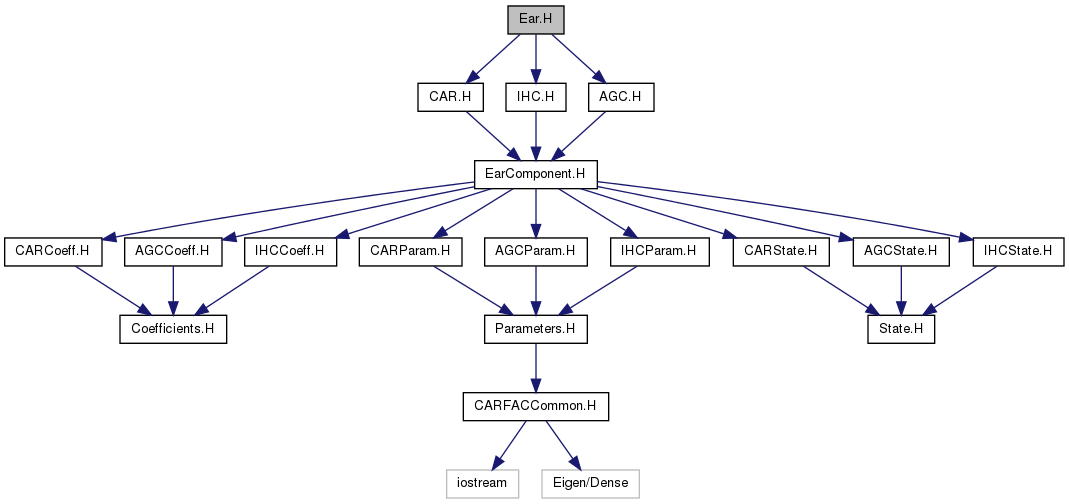 Ear.H
CAR.H
IHC.H
AGC.H
EarComponent.H
CARCoeff.H
AGCCoeff.H
IHCCoeff.H
CARParam.H
AGCParam.H
IHCParam.H
CARState.H
AGCState.H
IHCState.H
Coefficients.H
Parameters.H
State.H
CARFACCommon.H
iostream
Eigen/Dense